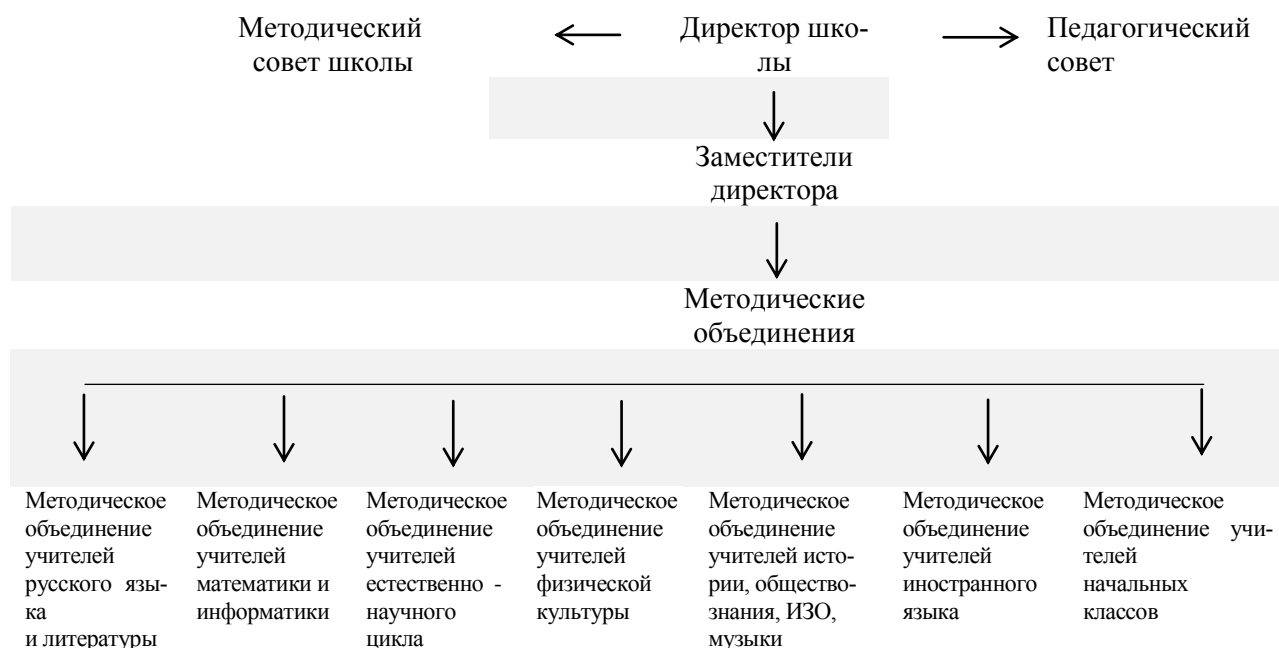 Методический
совет школы
Директор шко-
лы
Педагогический
совет
Заместители
директора
Методические
объединения
Методическое
объединение
учителей
русского язы-
ка
и литературы
Методическое
объединение
учителей
математики и
информатики
Методическое
объединение
учителей
естественно -
научного
цикла
Методическое
объединение
учителей
физической
культуры
Методическое
объединение
учителей исто-
рии, общество-
знания, ИЗО,
музыки
Методическое
объединение
учителей
иностранного
языка
Методическое
объединение учи-
телей
начальных
классов